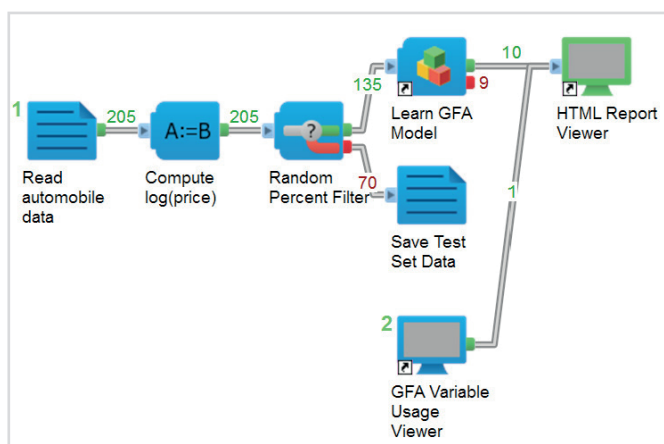 1
205
A:=B
205
?
135
70
10
9
1
2
Read
automobile
data
Compute
log(price)
Random
Percent Filter
Learn GFA
Model
HTML Report
Viewer
Save Test
Set Data
GFA Variable
Usage
Viewer